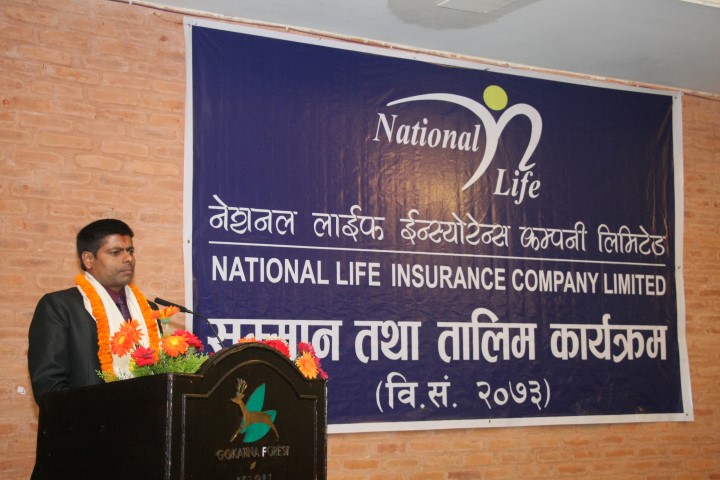 National
Life
नेशनल लाईफ ईन्स्योरेन्स कम्पनी लिमिटेड
NATIONAL LIFE INSURANCE COMPANY LIMITED
सम्मान तथा तालिम कार्यक्रम
(वि.सं. २०७३)
GOKARNA FOREST